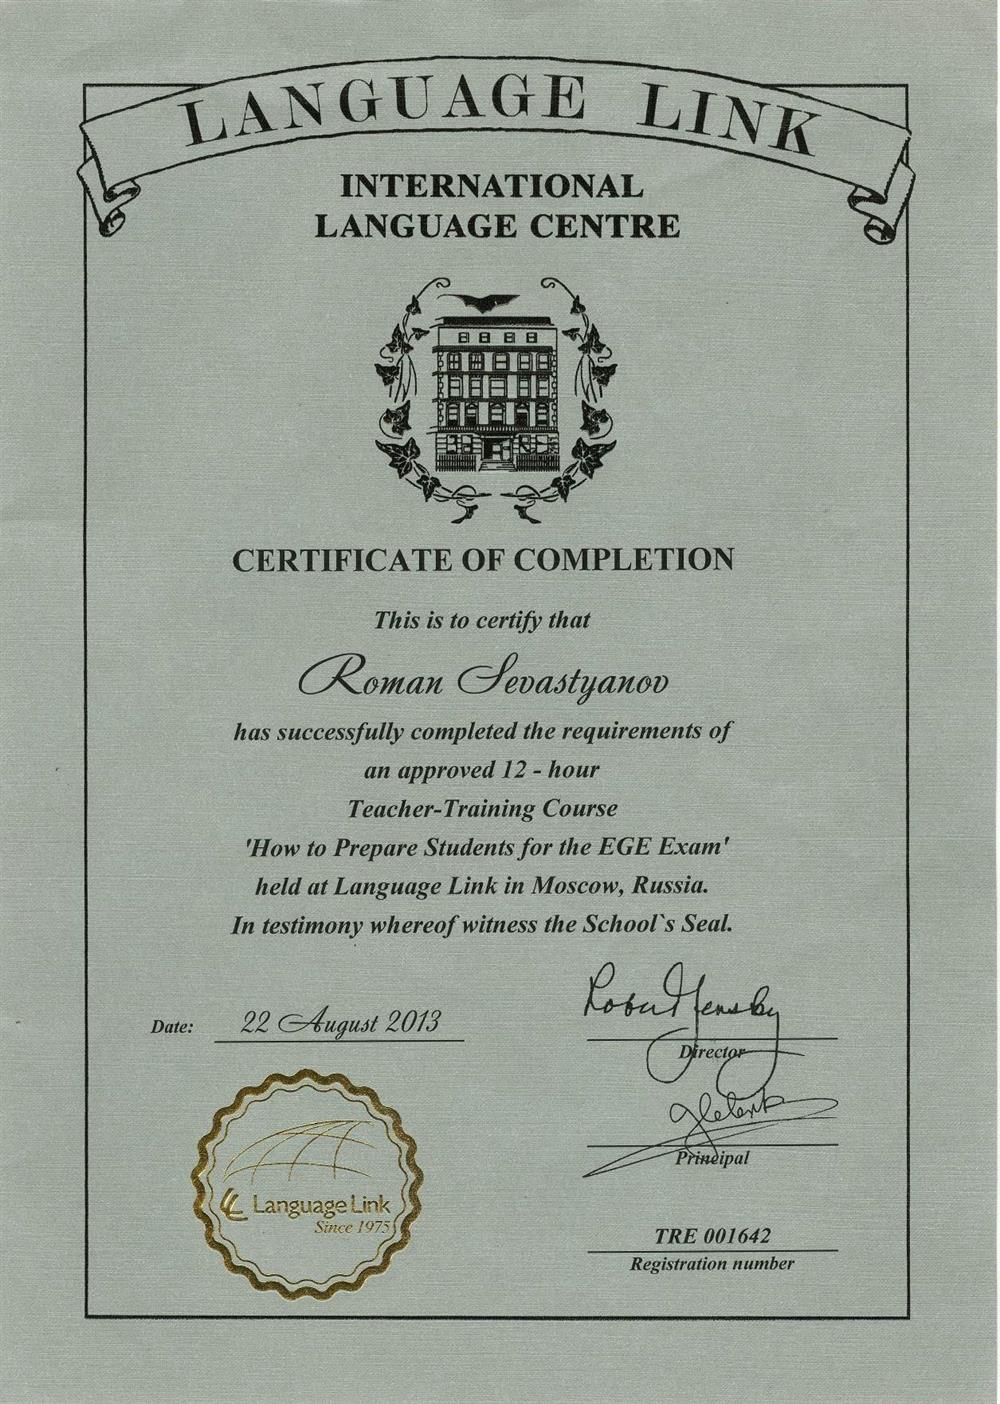 LANGUAGE LINK
INTERNATIONAL
LANGUAGE CENTRE
CERTIFICATE OF COMPLETION
This is to certify that
Roman Sevastyanov
has successfully completed the requirements of
an approved 12 - hour
Teacher-Training Course
'How to Prepare Students for the EGE Exam'
held at Language Link in Moscow, Russia.
In testimony whereof witness the School`s Seal.
Date: 22 August 2013
Director
Principal
LL Language Link
Since 1975
TRE 001642
Registration number